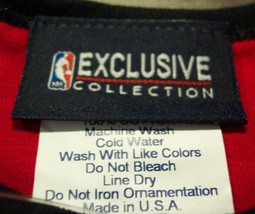 NBA
EXCLUSIVE
COLLECTION
Machine Wash
Cold Water
Wash With Like Colors
Do Not Bleach
Line Dry
Do Not Iron Ornamentation
Made in U.S.A.